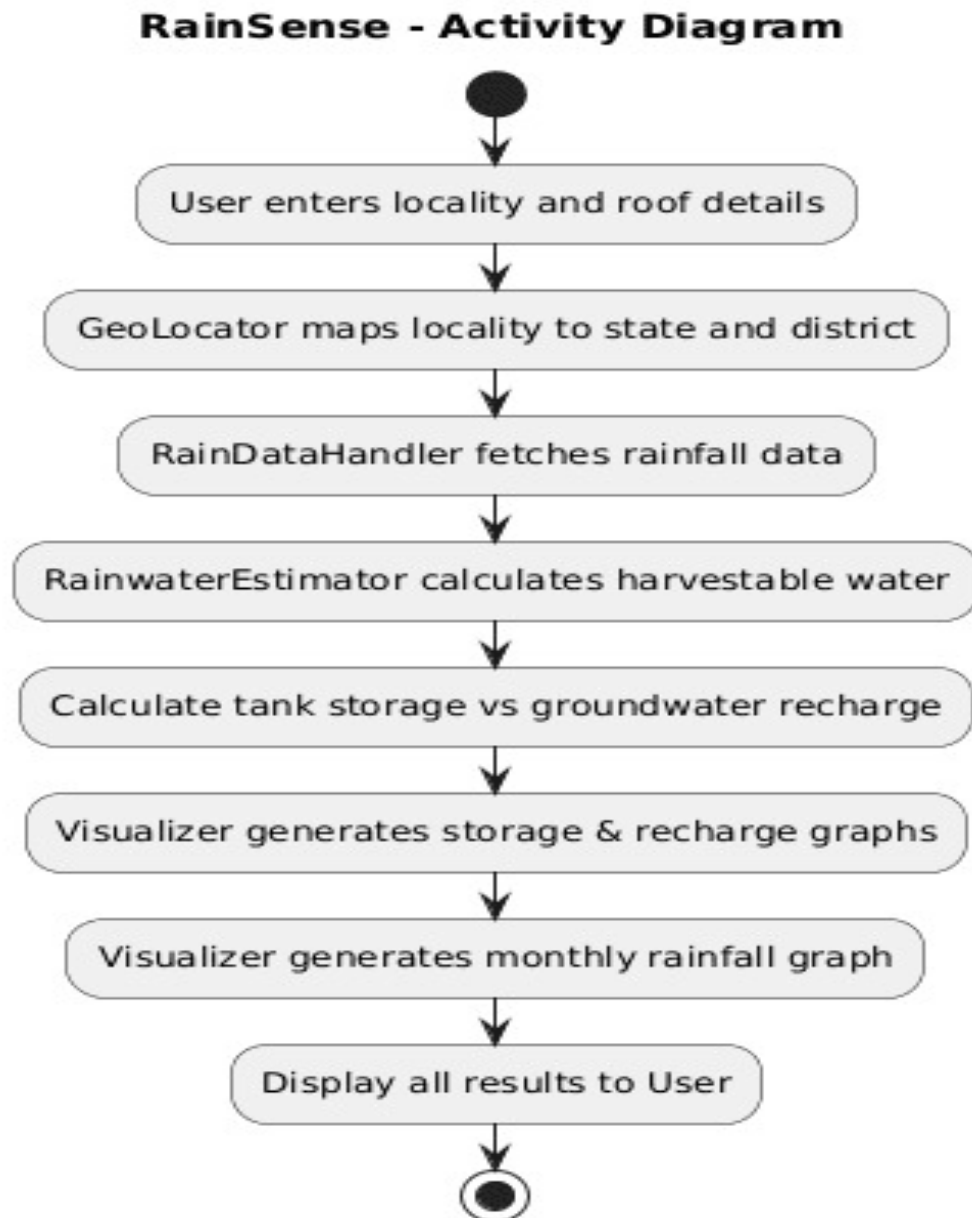 RainSense - Activity Diagram
User enters locality and roof details
GeoLocator maps locality to state and district
RainDataHandler fetches rainfall data
RainwaterEstimator calculates harvestable water
Calculate tank storage vs groundwater recharge
Visualizer generates storage & recharge graphs
Visualizer generates monthly rainfall graph
Display all results to User